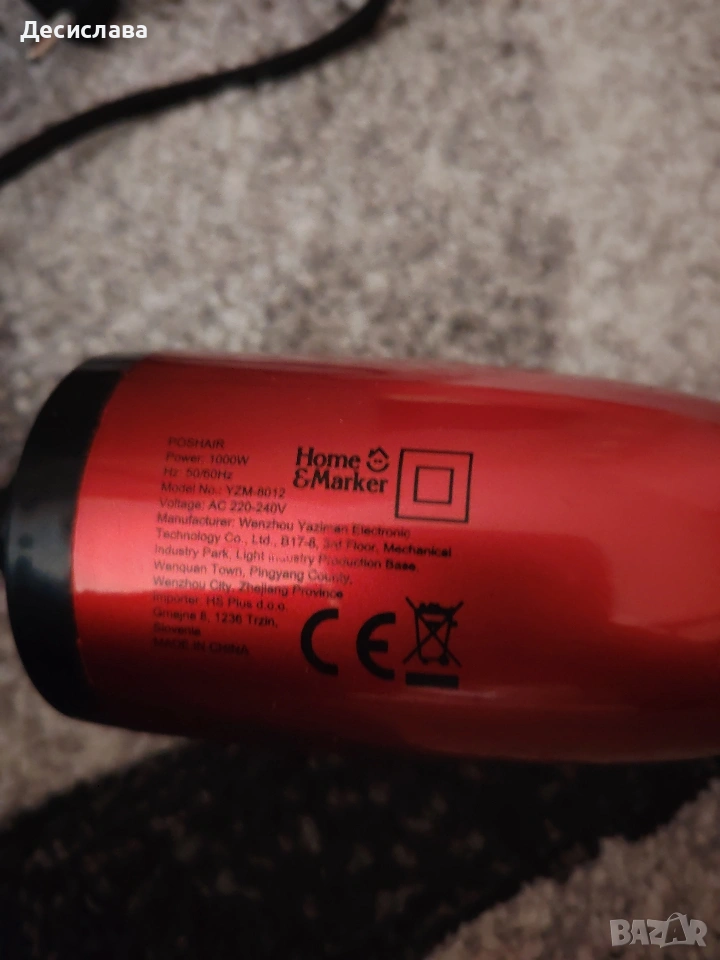 Десислава
POSHAIR
Power: 1000W
Hz: 50/60Hz
Model No.: YZM-8012
Voltage: AC 220-240V
Manufacturer: Wenzhou Yaziman Electronic
Technology Co., Ltd., B17-8, 3rd Floor, Mechanical
Industry Park, Light Industry Production Base,
Wanquan Town, Pingyang County,
Wenzhou City, Zhejiang Province
Importer: HS Plus d.o.o.
Gmajna 8, 1236 Trzin,
Slovenia
MADE IN CHINA
Home
&Marker
CE
BAZAR